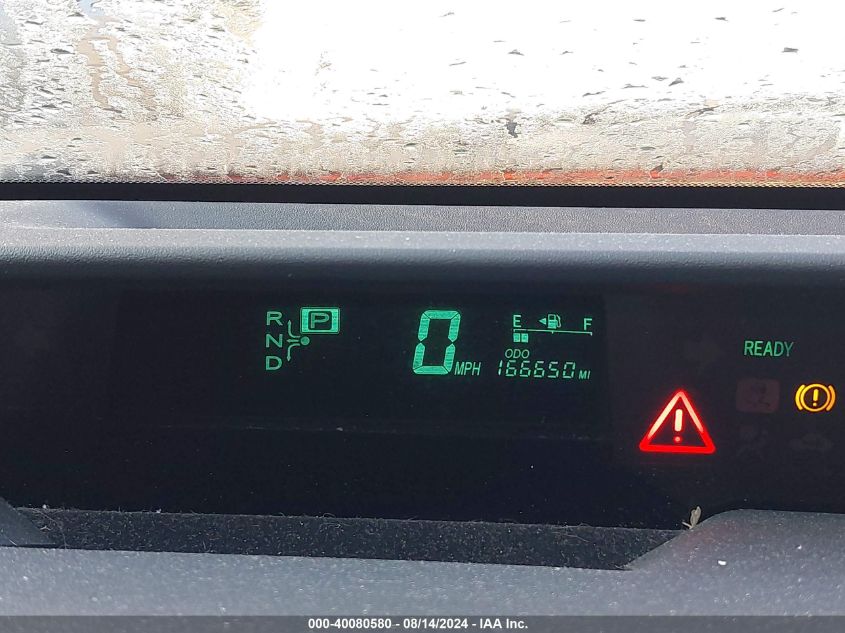 R P
N
D
0 MPH
E F
ODO
166650 MI
READY
000-40080580 - 08/14/2024 - IAA Inc.